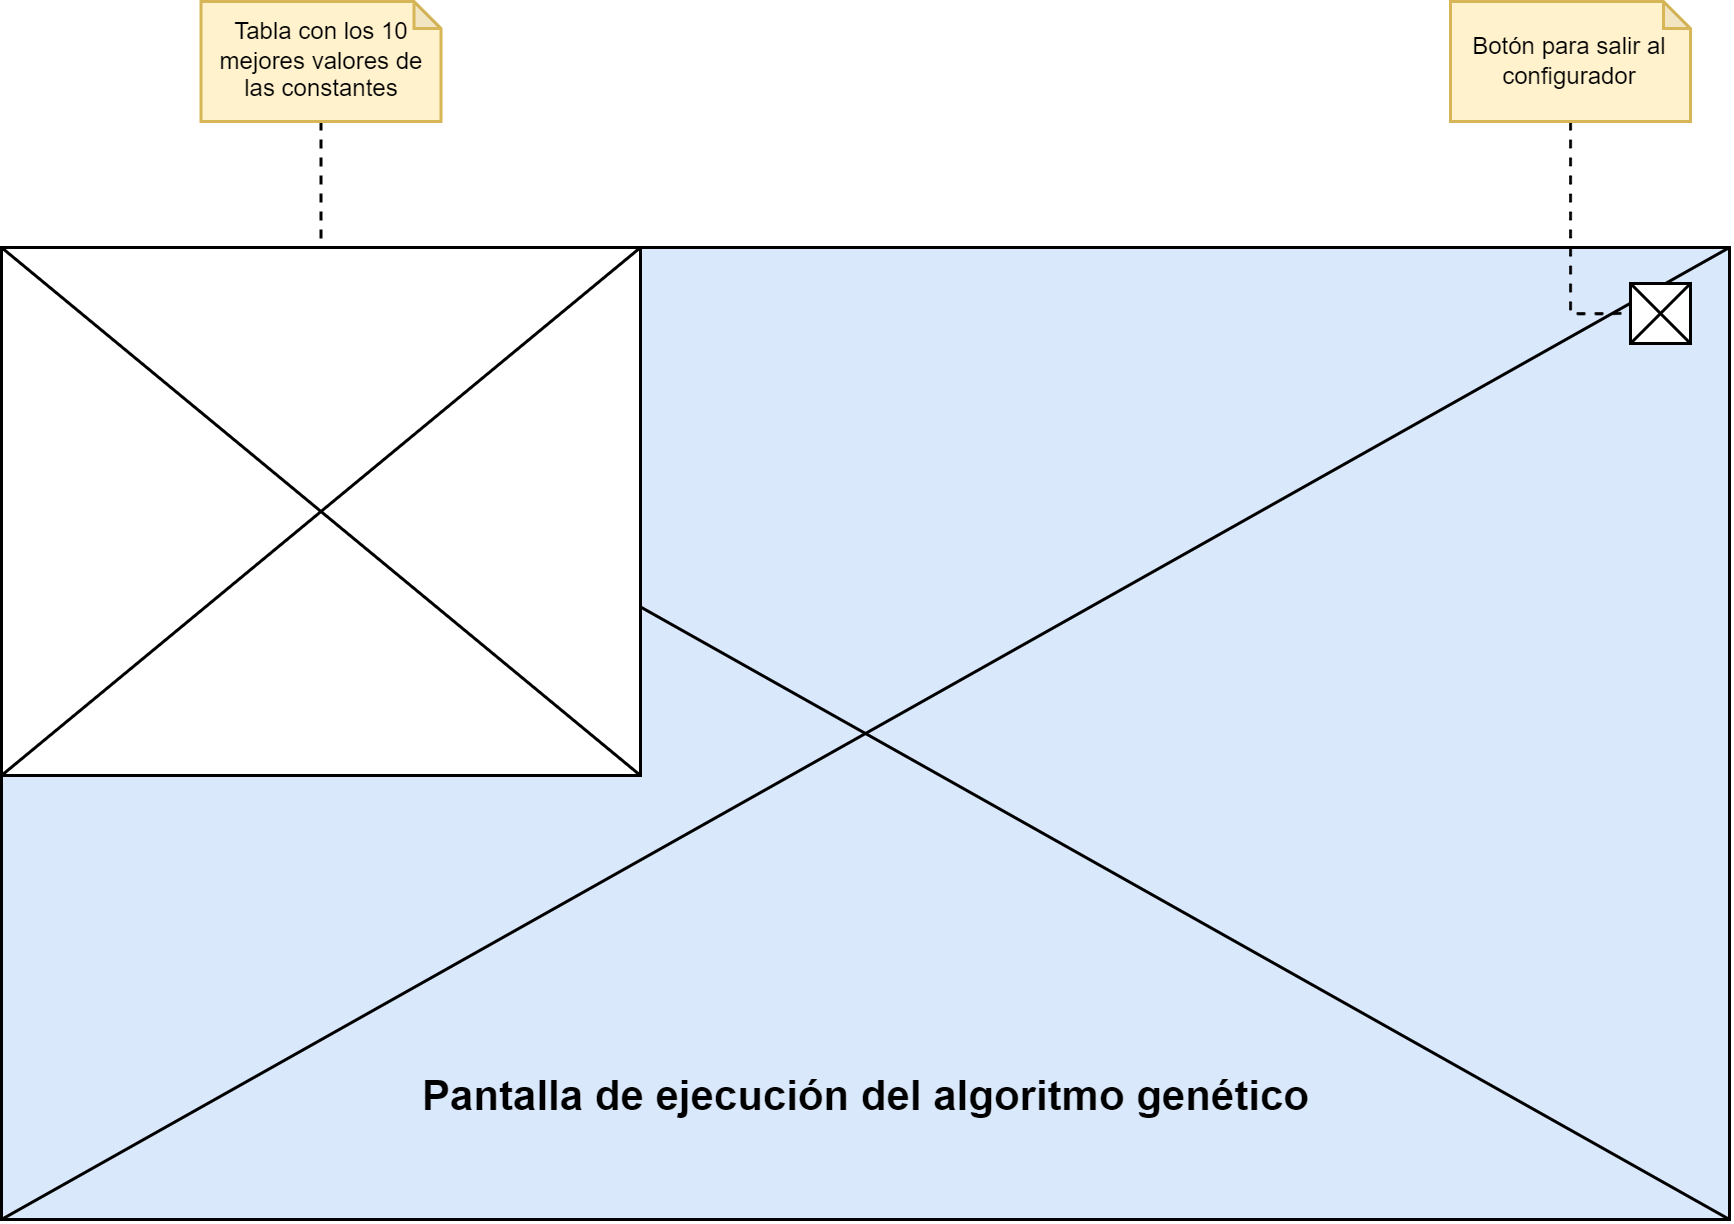 Tabla con los 10
mejores valores de
las constantes
Botón para salir al
configurador
Pantalla de ejecución del algoritmo genético